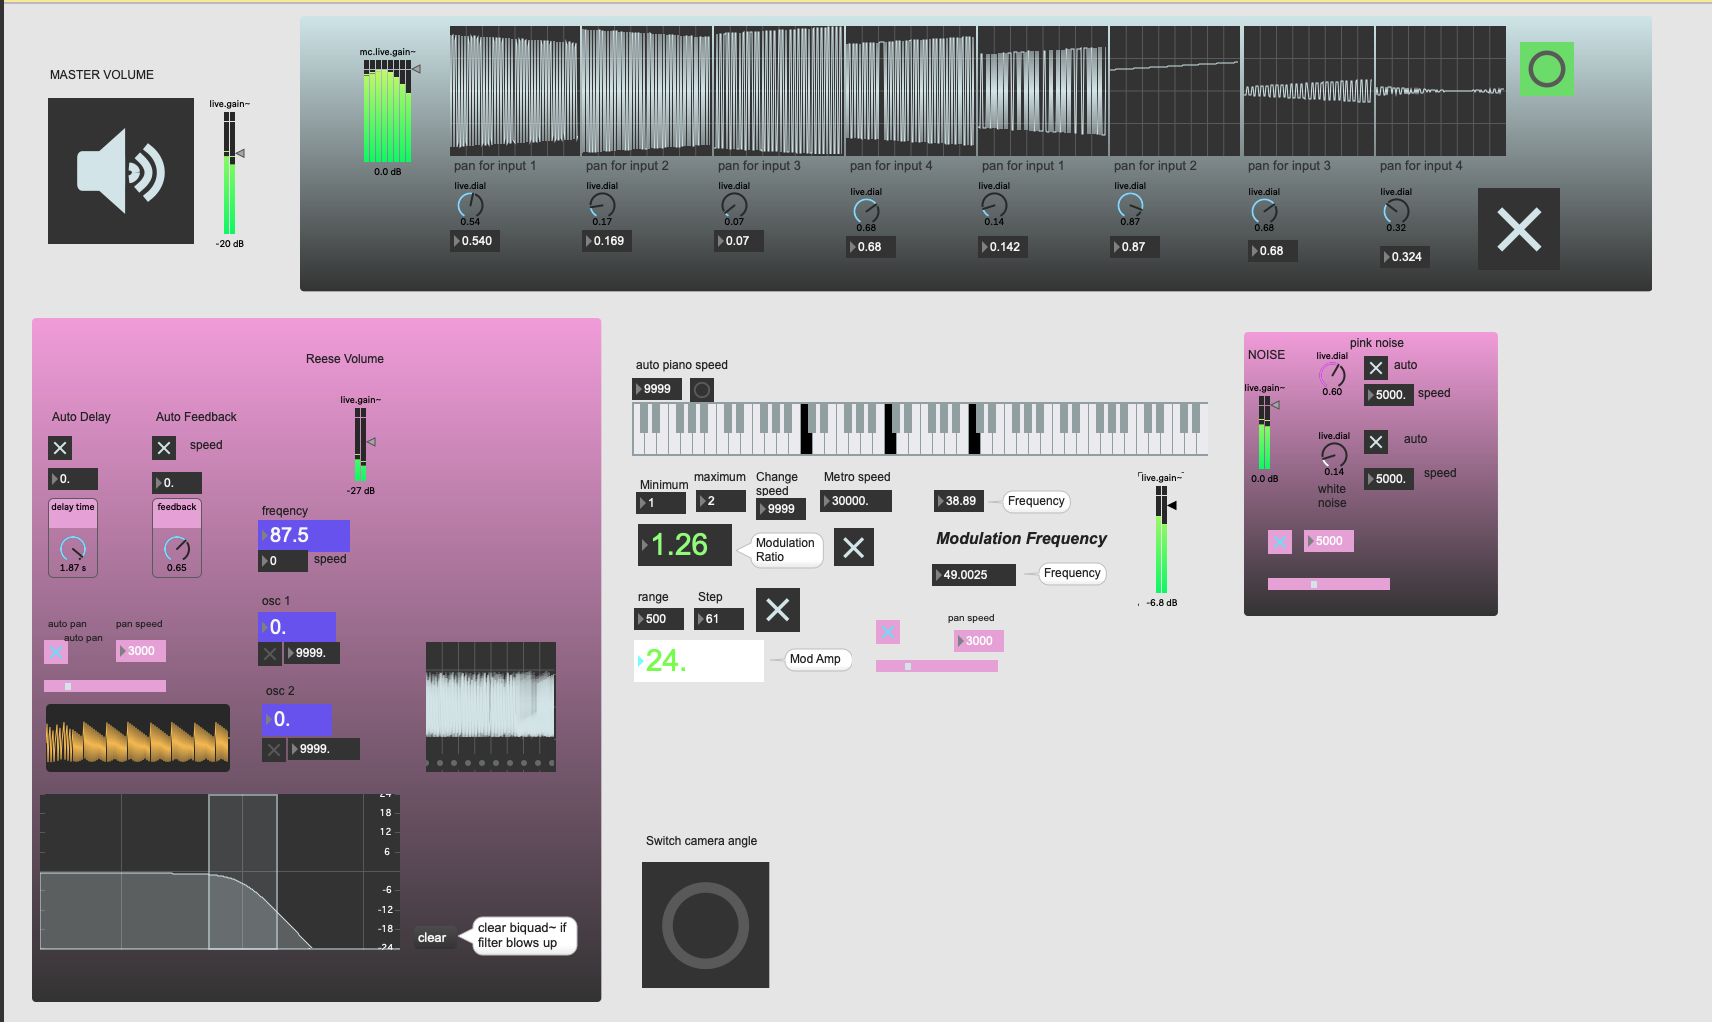 MASTER VOLUME
live.gain~
-20 dB
mc.live.gain~
0.0 dB
pan for input 1
pan for input 2
pan for input 3
pan for input 4
pan for input 1
pan for input 2
pan for input 3
pan for input 4
live.dial
live.dial
live.dial
live.dial
live.dial
live.dial
live.dial
live.dial
0.54
0.17
0.07
0.68
0.14
0.87
0.68
0.32
0.540
0.169
0.07
0.68
0.142
0.87
0.68
0.324
Reese Volume
live.gain~
-27 dB
Auto Delay
Auto Feedback
speed
0.
0.
delay time
1.87 s
feedback
0.65
freqency
87.5
0
speed
osc 1
0.
9999.
osc 2
0.
9999.
auto pan
auto pan
pan speed
3000
24
18
12
6
-6
-12
-18
-24
clear
clear biquad~ if
filter blows up
auto piano speed
9999
Minimum
1
maximum
2
Change
speed
9999
Metro speed
30000.
1.26
Modulation
Ratio
38.89
Frequency
Modulation Frequency
49.0025
Frequency
range
500
Step
61
24.
Mod Amp
pan speed
3000
live.gain~
-6.8 dB
Switch camera angle
NOISE
pink noise
live.dial
0.60
auto
5000.
speed
live.gain~
0.0 dB
live.dial
0.14
white
noise
auto
5000.
speed
5000